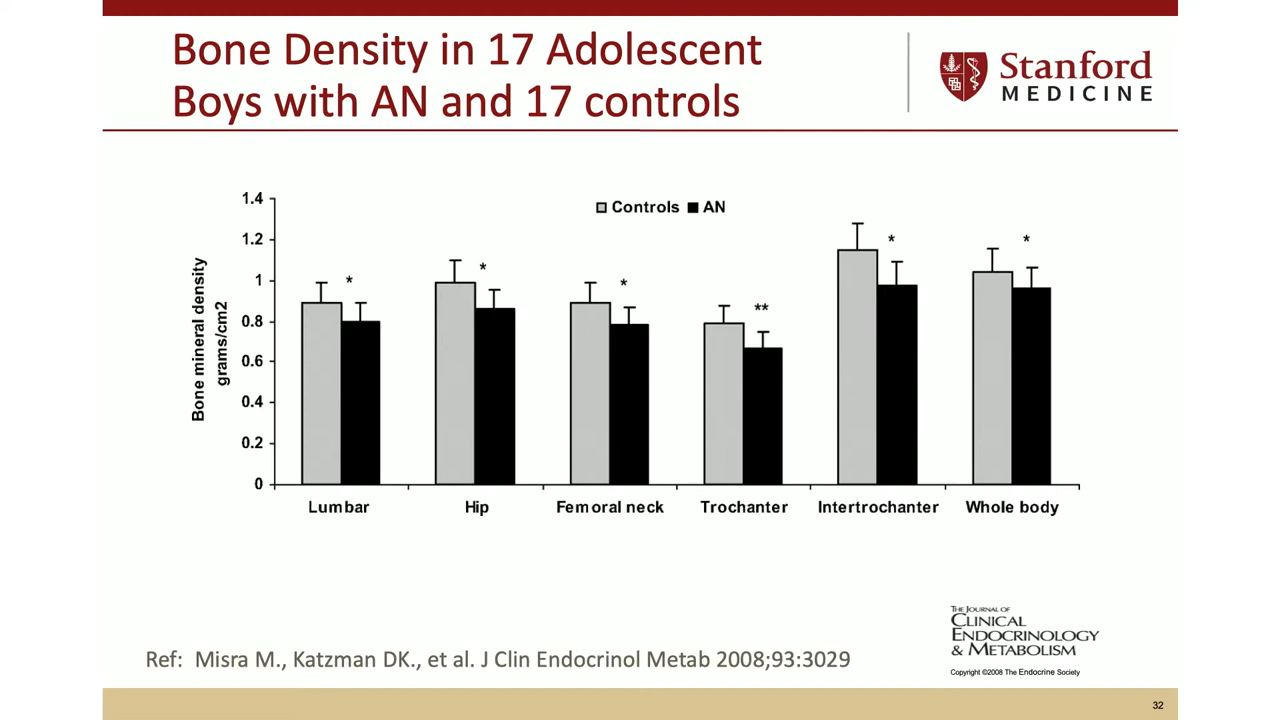 Bone Density in 17 Adolescent
Boys with AN and 17 controls
Stanford
MEDICINE
Controls AN
Bone mineral density
grams/cm2
1.4
1.2
1
0.8
0.6
0.4
0.2
0
*
*
*
**
*
*
Lumbar Hip Femoral neck Trochanter Intertrochanter Whole body
THE JOURNAL OF
CLINICAL
ENDOCRINOLOGY
& METABOLISM
Copyright ©2008 The Endocrine Society
Ref: Misra M., Katzman DK., et al. J Clin Endocrinol Metab 2008;93:3029
32